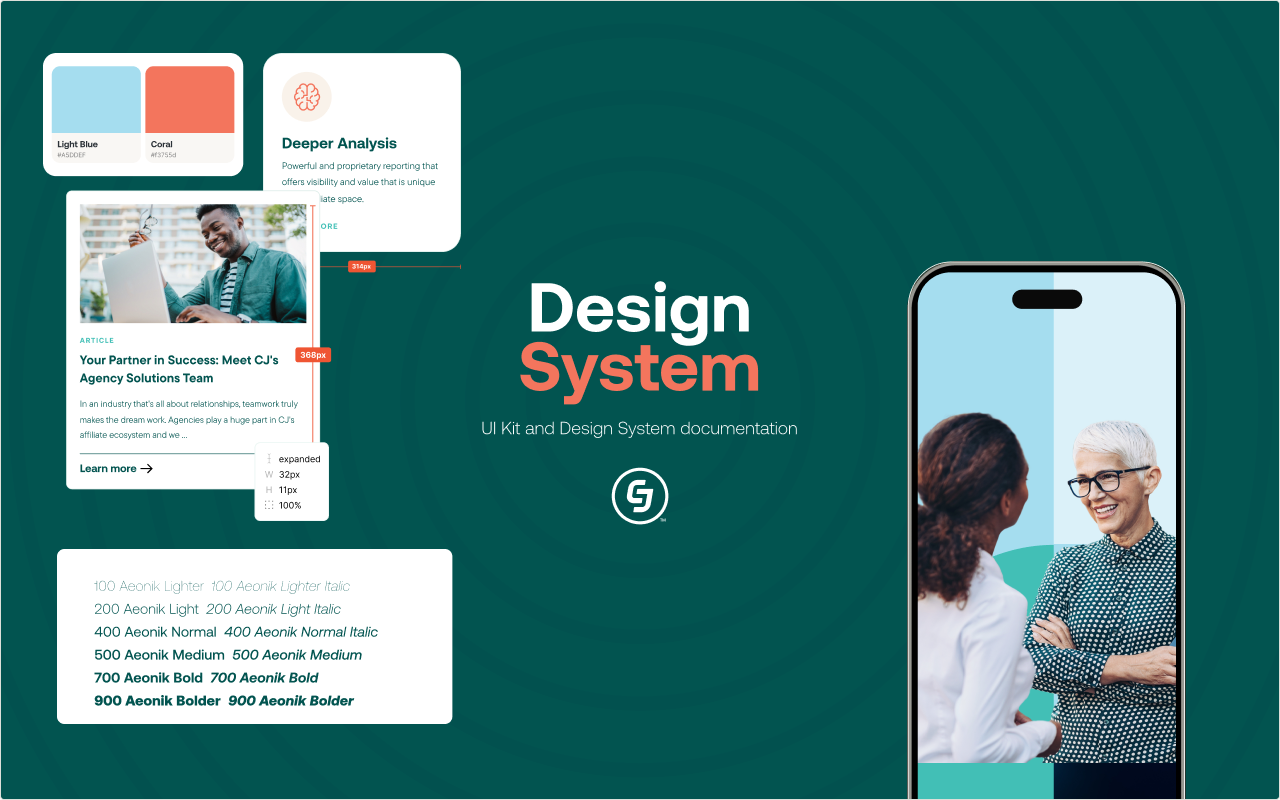 Light Blue
#A5DDEF
Coral
#f3755d
Deeper Analysis
Powerful and proprietary reporting that
offers visibility and value that is unique
space.
314px
ARTICLE
Your Partner in Success: Meet CJ's
Agency Solutions Team
368px
In an industry that's all about relationships, teamwork truly
makes the dream work. Agencies play a huge part in CJ's
affiliate ecosystem and we ...
Learn more
expanded
W 32px
H 11px
100%
100 Aeonik Lighter 100 Aeonik Lighter Italic
200 Aeonik Light 200 Aeonik Light Italic
400 Aeonik Normal 400 Aeonik Normal Italic
500 Aeonik Medium 500 Aeonik Medium
700 Aeonik Bold 700 Aeonik Bold
900 Aeonik Bolder 900 Aeonik Bolder
Design
System
UI Kit and Design System documentation
CJ
TM